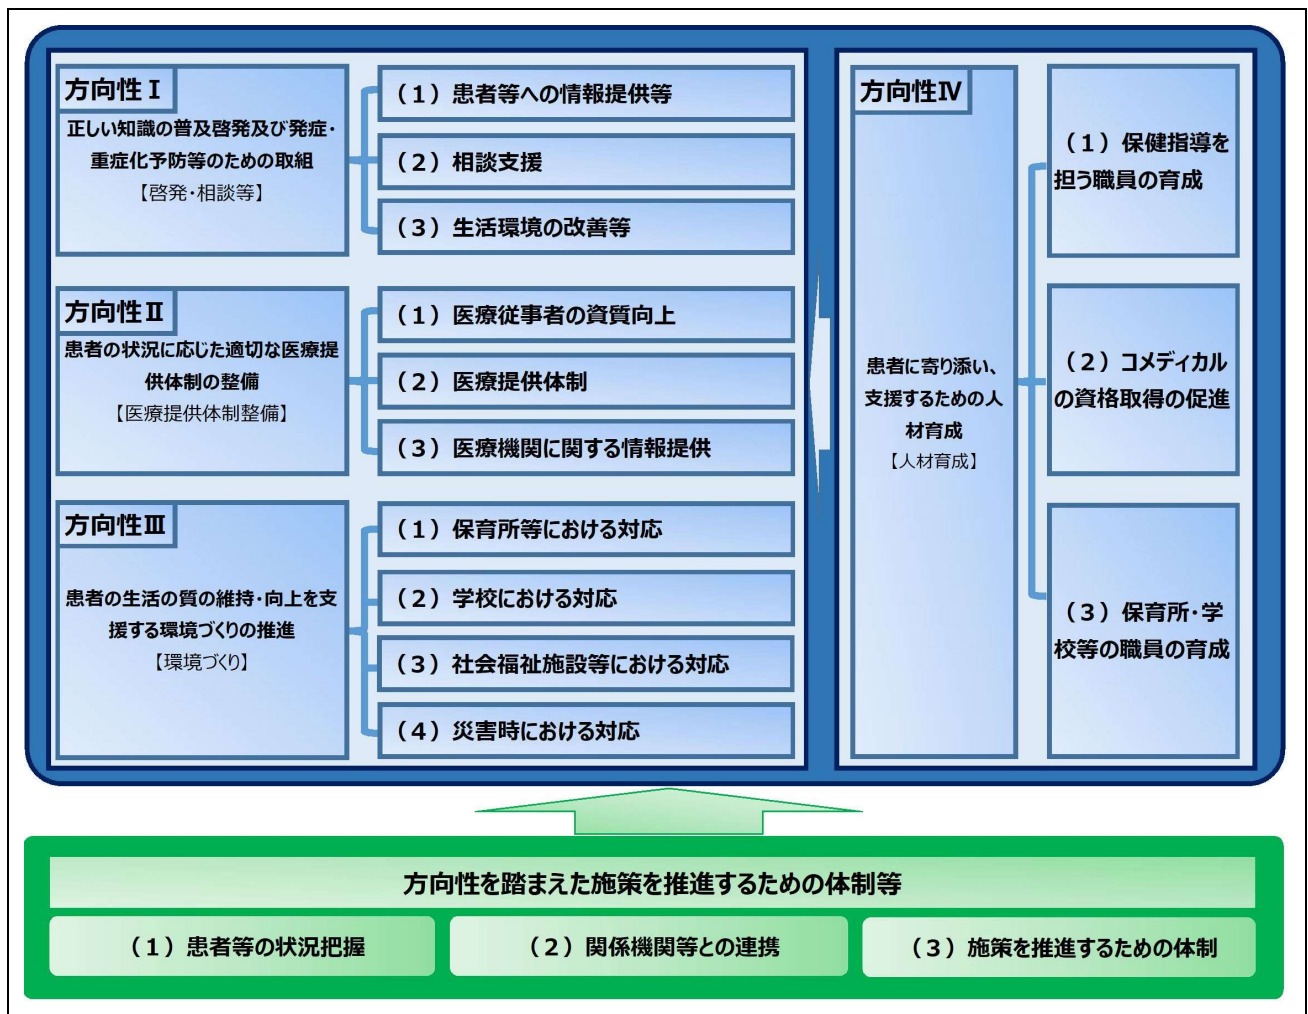 方向性Ⅰ
正しい知識の普及啓発及び発症・
重症化予防等のための取組
【啓発・相談等】
（１）患者等への情報提供等
（２）相談支援
（３）生活環境の改善等
方向性Ⅱ
患者の状況に応じた適切な医療提
供体制の整備
【医療提供体制整備】
（１）医療従事者の資質向上
（２）医療提供体制
（３）医療機関に関する情報提供
方向性Ⅲ
患者の生活の質の維持・向上を支
援する環境づくりの推進
【環境づくり】
（１）保育所等における対応
（２）学校における対応
（３）社会福祉施設等における対応
（４）災害時における対応
方向性Ⅳ
患者に寄り添い、
支援するための人
材育成
【人材育成】
（１）保健指導を
担う職員の育成
（２）コメディカル
の資格取得の促進
（３）保育所・学
校等の職員の育成
方向性を踏まえた施策を推進するための体制等
（１）患者等の状況把握
（２）関係機関等との連携
（３）施策を推進するための体制